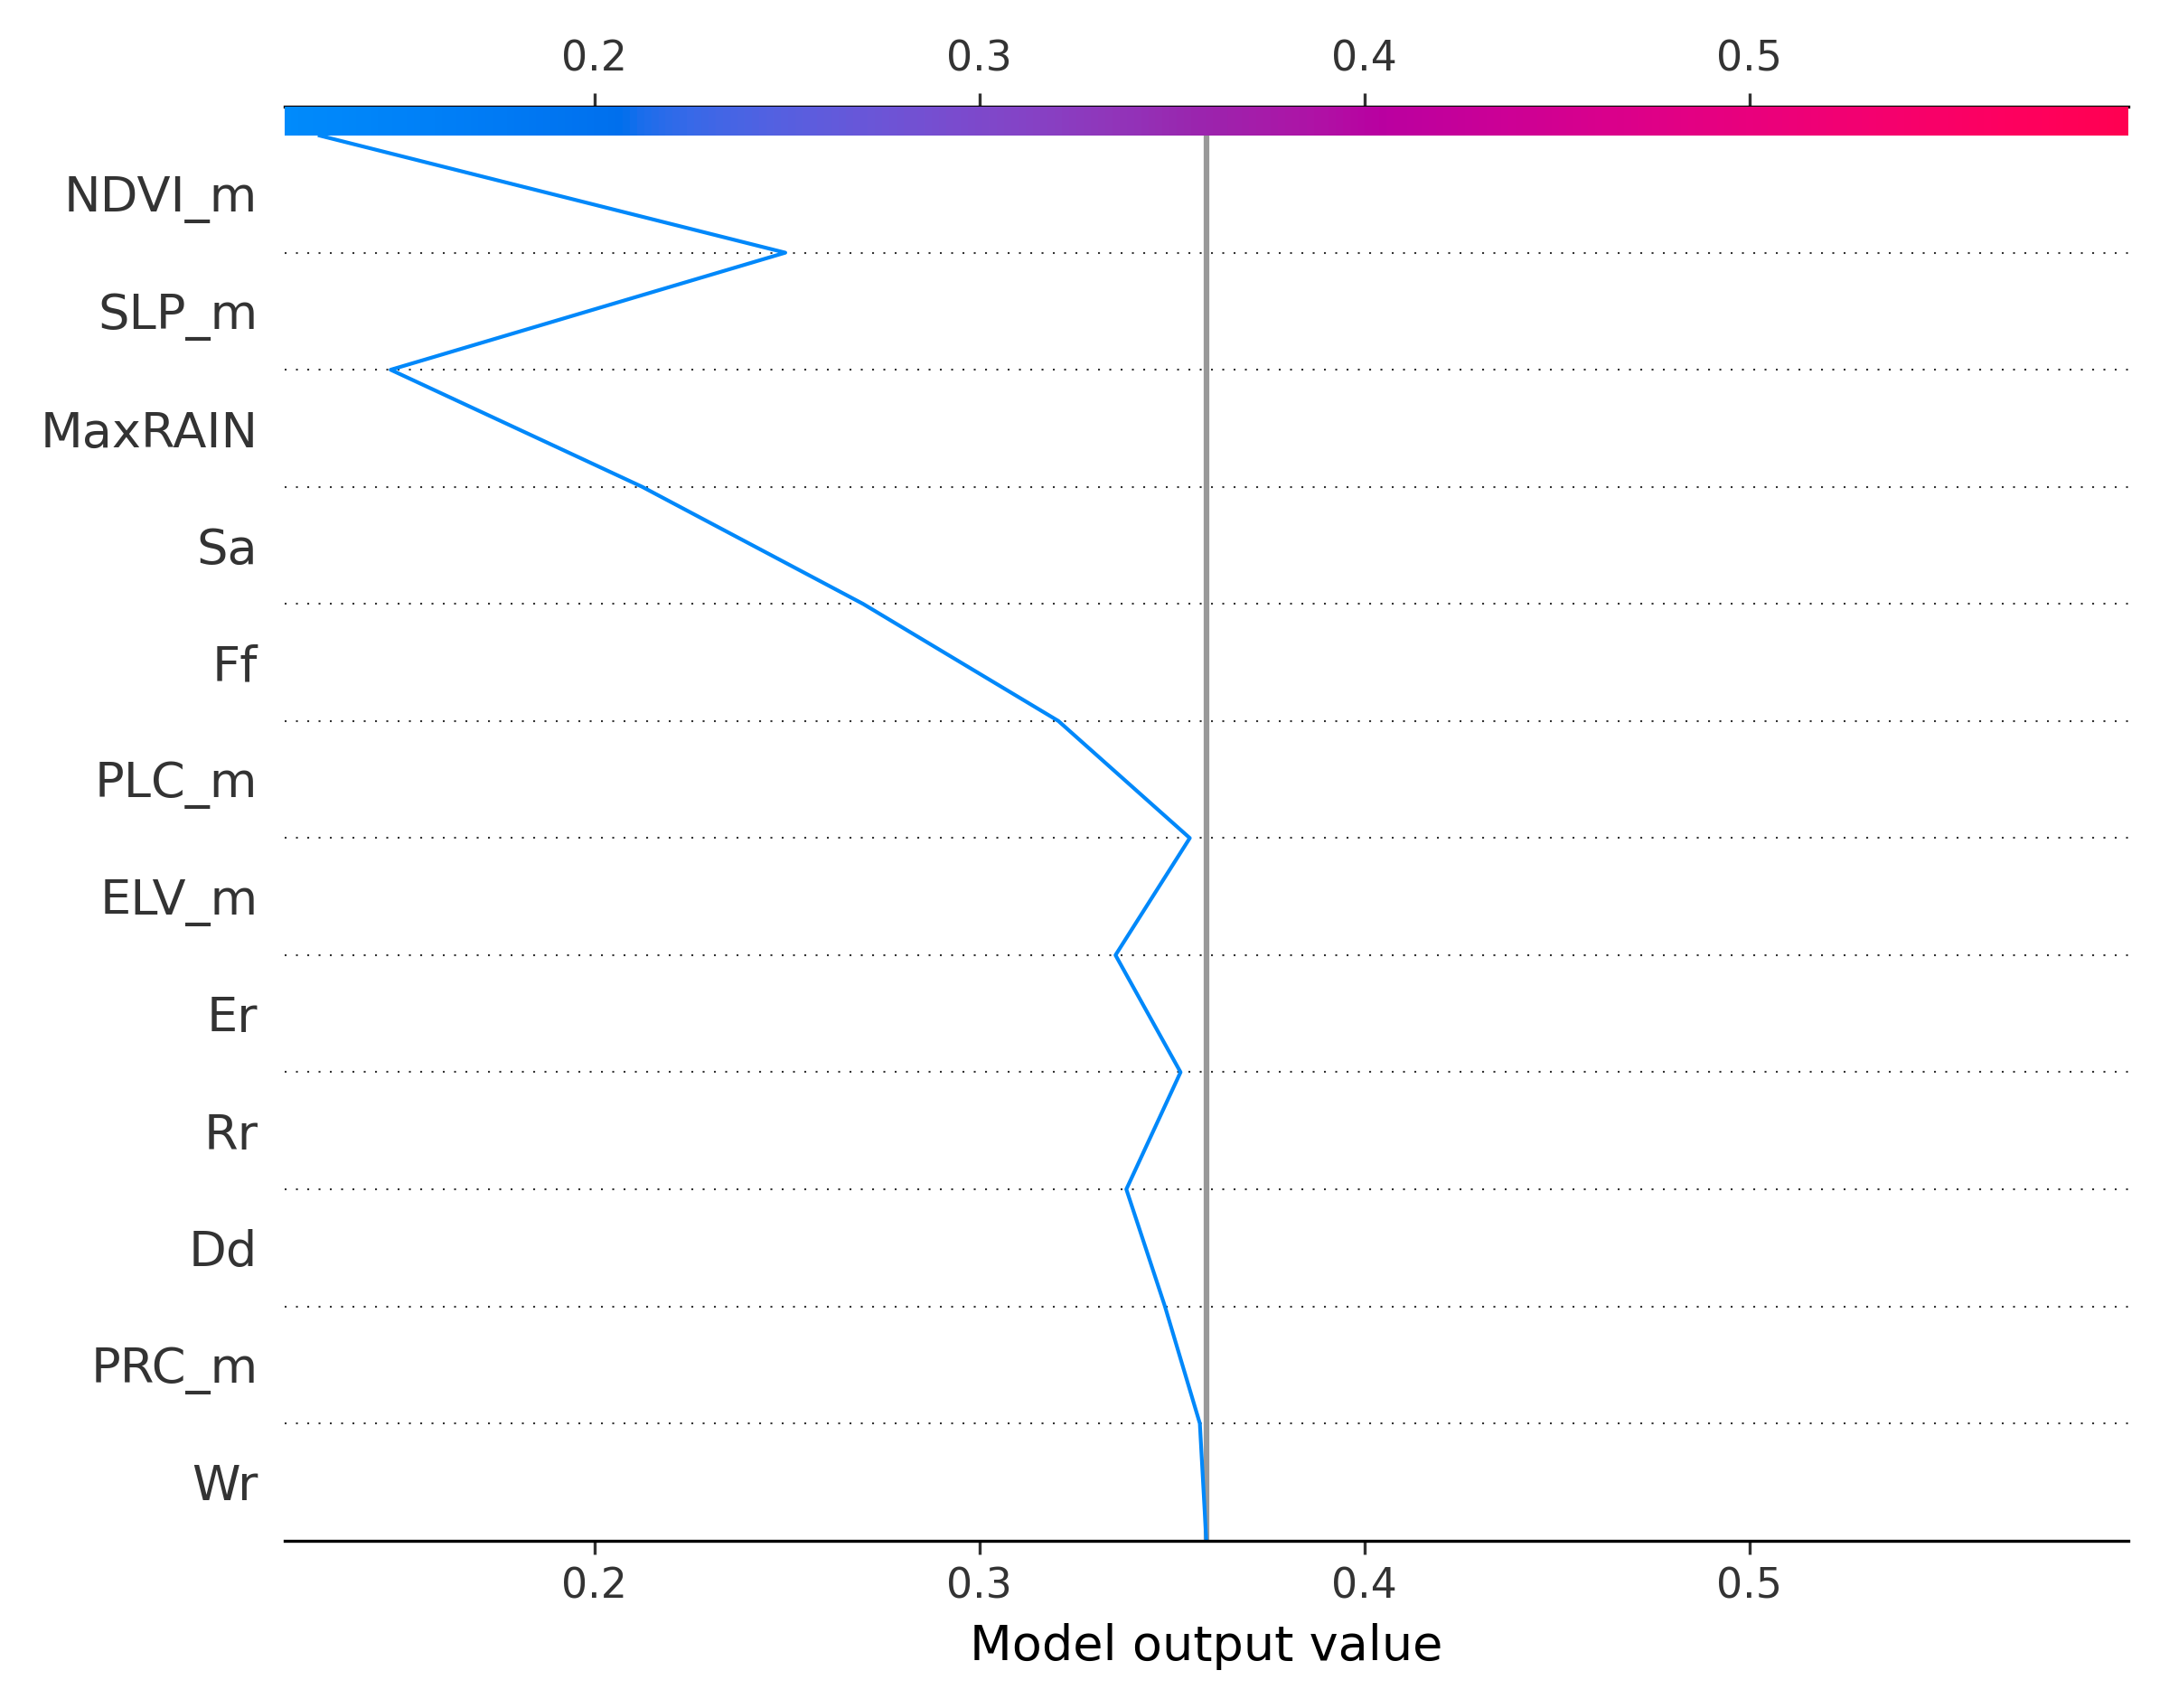 0.2 0.3 0.4 0.5
NDVI_m
SLP_m
MaxRAIN
Sa
Ff
PLC_m
ELV_m
Er
Rr
Dd
PRC_m
Wr
0.2 0.3 0.4 0.5
Model output value